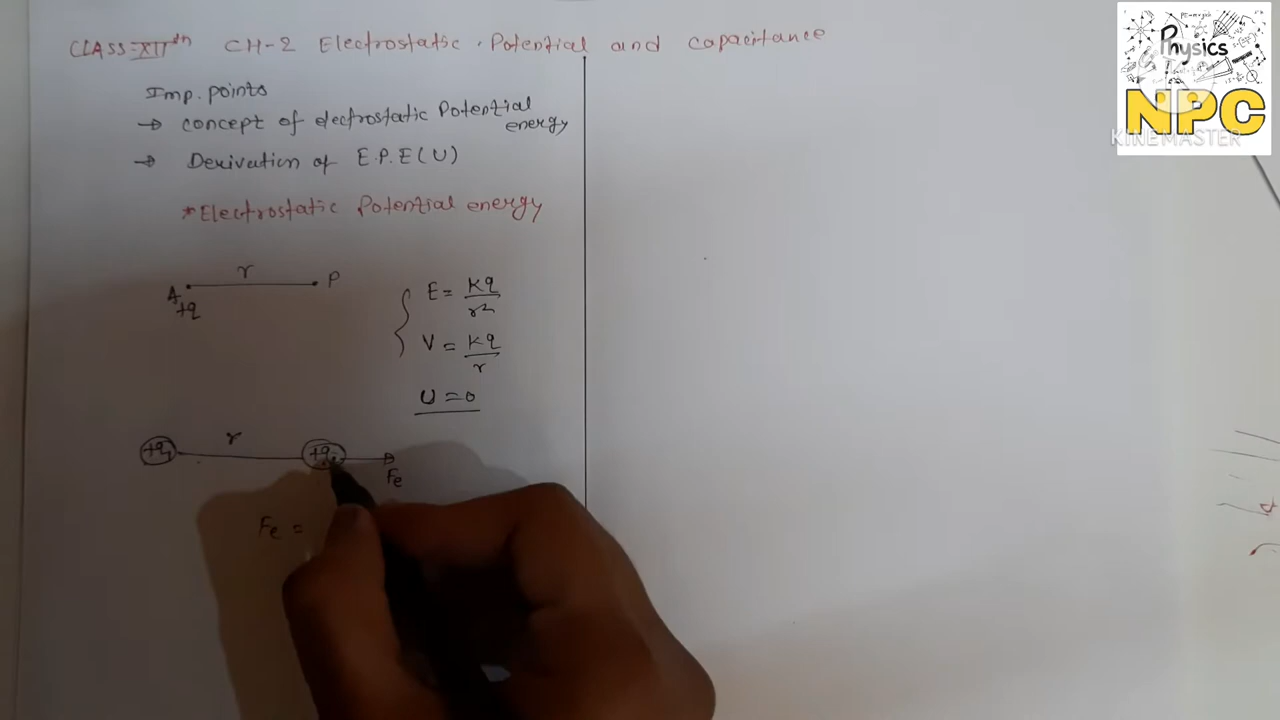 CLASS-XIIth CH-2 Electrostatic Potential and capacitance
Imp. points
→ concept of electrostatic Potential energy
→ Derivation of E.P.E(U)
*Electrostatic Potential energy
r
A P
+q
E = Kq/r²
V = Kq/r
U = 0
r
+q1 +q2
Fe
Fe =
Physics
NPC
KINEMASTER